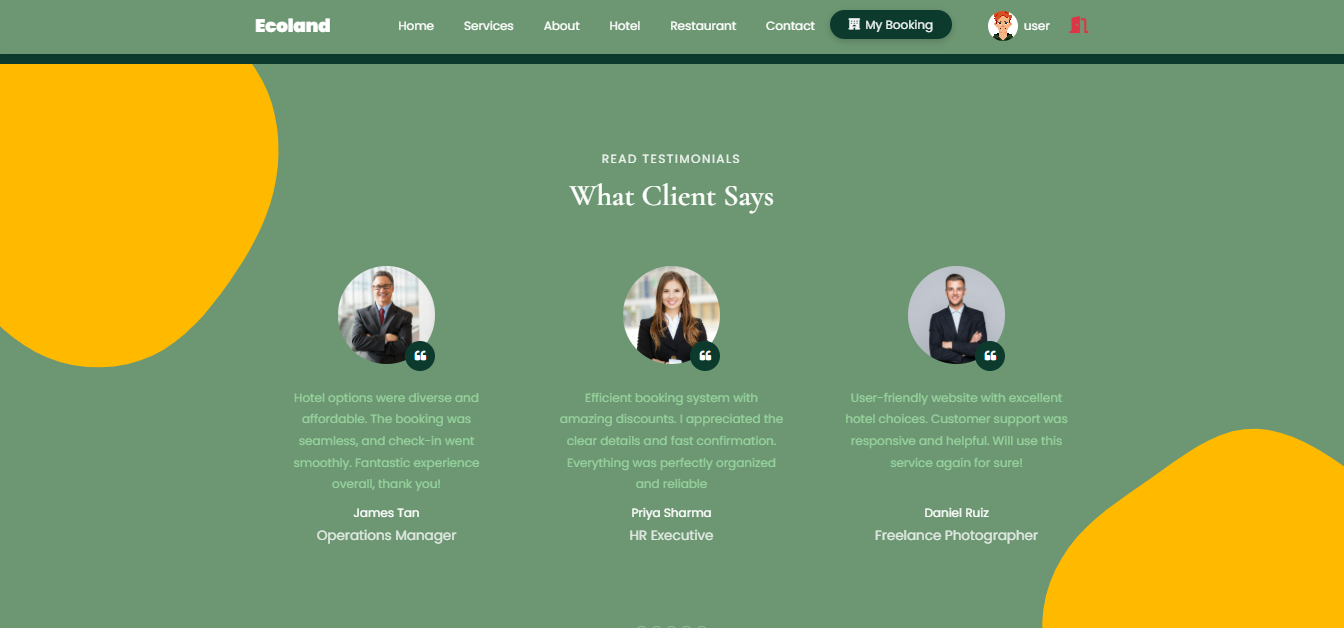 Ecoland
Home
Services
About
Hotel
Restaurant
Contact
My Booking
user
READ TESTIMONIALS
What Client Says
Hotel options were diverse and
affordable. The booking was
seamless, and check-in went
smoothly. Fantastic experience
overall, thank you!
James Tan
Operations Manager
Efficient booking system with
amazing discounts. I appreciated the
clear details and fast confirmation.
Everything was perfectly organized
and reliable
Priya Sharma
HR Executive
User-friendly website with excellent
hotel choices. Customer support was
responsive and helpful. Will use this
service again for sure!
Daniel Ruiz
Freelance Photographer